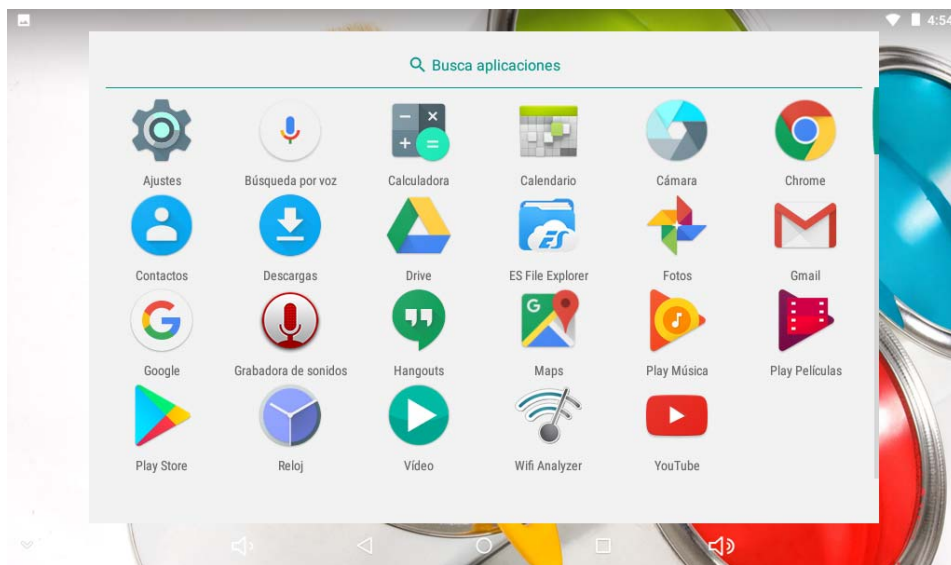 4:54
Busca aplicaciones
Ajustes Búsqueda por voz Calculadora Calendario Cámara Chrome
Contactos Descargas Drive ES File Explorer Fotos Gmail
Google Grabadora de sonidos Hangouts Maps Play Música Play Películas
Play Store Reloj Vídeo Wifi Analyzer YouTube